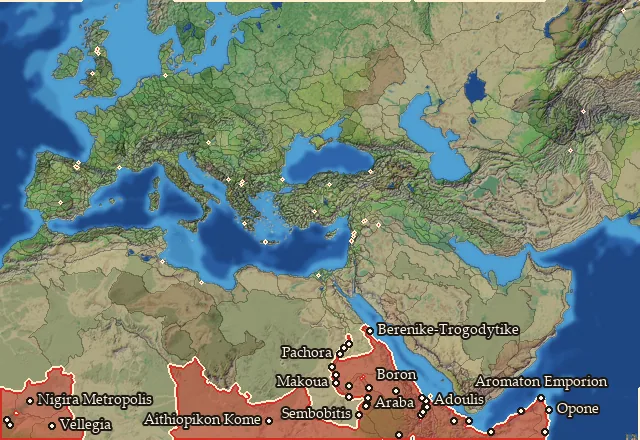 Berenike-Trogodytike
Pachora
Boron
Makoua
Aromaton Emporion
Nigira Metropolis
Araba
Adoulis
Opone
Sembobitis
Aithiopikon Kome
Vellegia